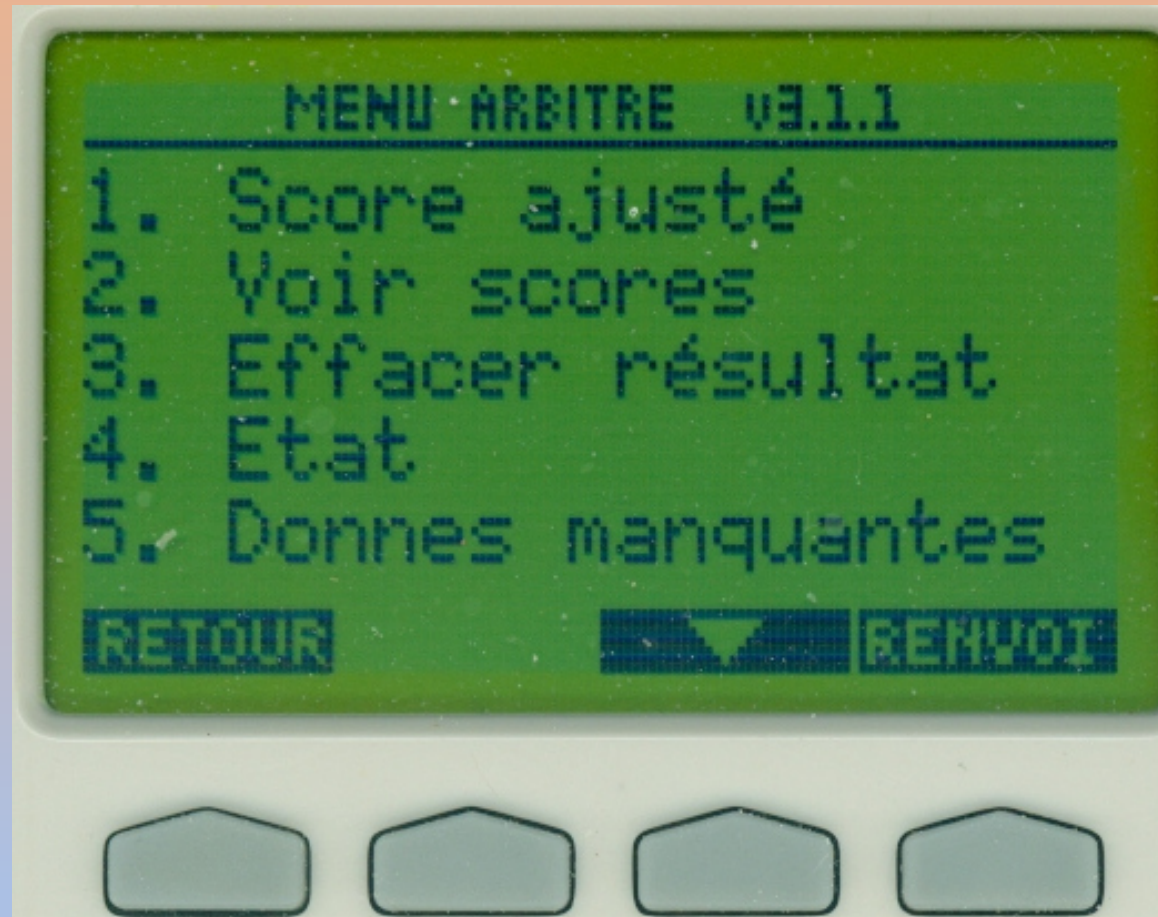 MENU ARBITRE v3.1.1
1. Score ajusté
2. Voir scores
3. Effacer résultat
4. Etat
5. Donnes manquantes
RETOUR ▼ RENVOI